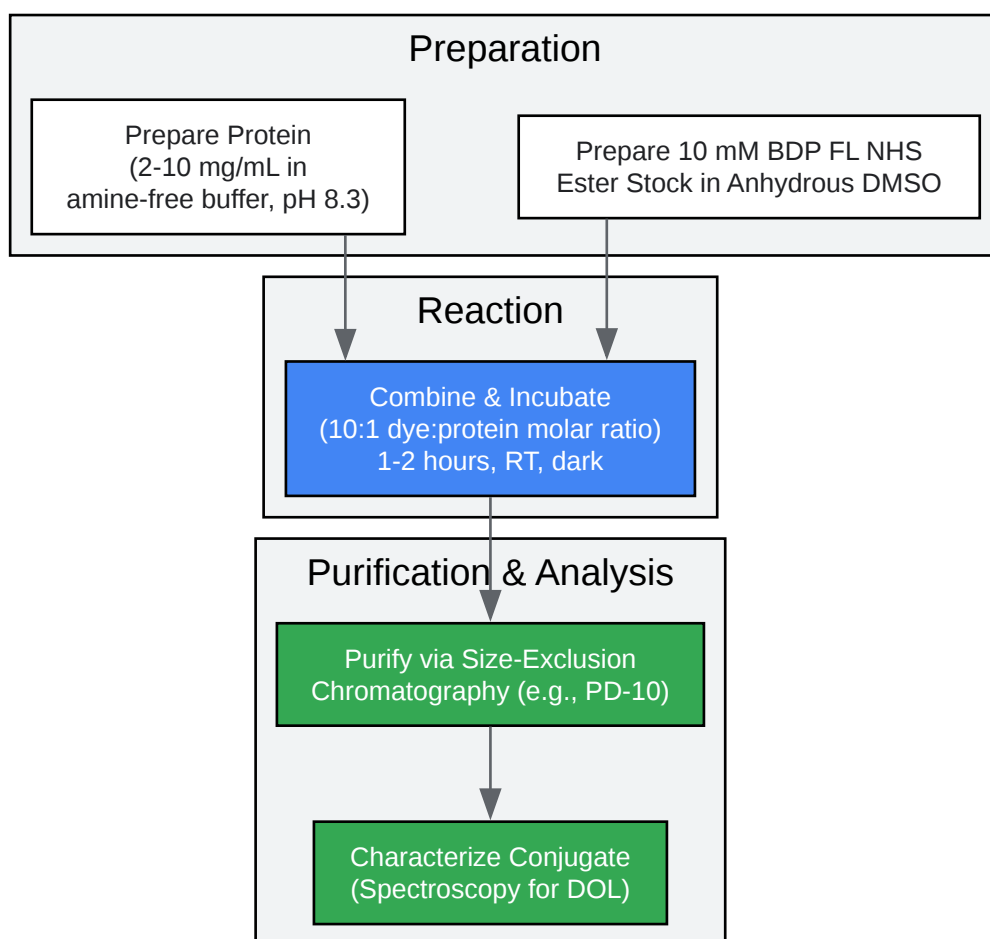 Preparation
Prepare Protein
(2-10 mg/mL in
amine-free buffer, pH 8.3)
Prepare 10 mM BDP FL NHS
Ester Stock in Anhydrous DMSO
Reaction
Combine & Incubate
(10:1 dye:protein molar ratio)
1-2 hours, RT, dark
Purification & Analysis
Purify via Size-Exclusion
Chromatography (e.g., PD-10)
Characterize Conjugate
(Spectroscopy for DOL)